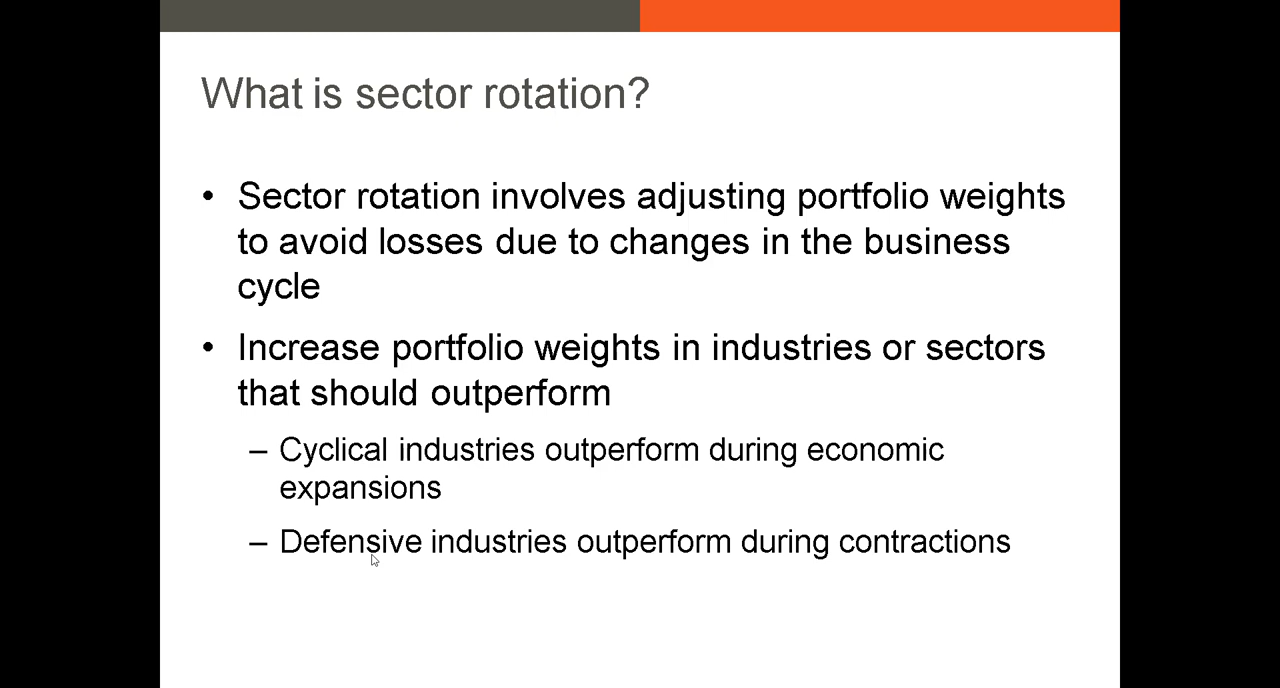 What is sector rotation?
• Sector rotation involves adjusting portfolio weights
to avoid losses due to changes in the business
cycle
• Increase portfolio weights in industries or sectors
that should outperform
– Cyclical industries outperform during economic
expansions
– Defensive industries outperform during contractions